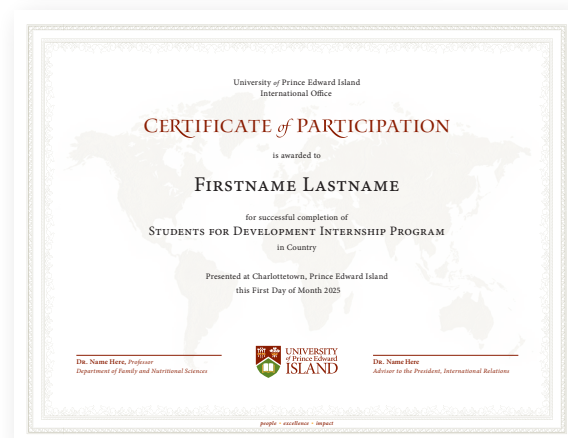 University of Prince Edward Island
International Office
CERTIFICATE of PARTICIPATION
is awarded to
FIRSTNAME LASTNAME
for successful completion of
STUDENTS FOR DEVELOPMENT INTERNSHIP PROGRAM
in Country
Presented at Charlottetown, Prince Edward Island
this First Day of Month 2025
DR. Name Here, Professor
Department of Family and Nutritional Sciences
UNIVERSITY
of Prince Edward
ISLAND
DR. Name Here
Advisor to the President, International Relations
people · excellence · impact